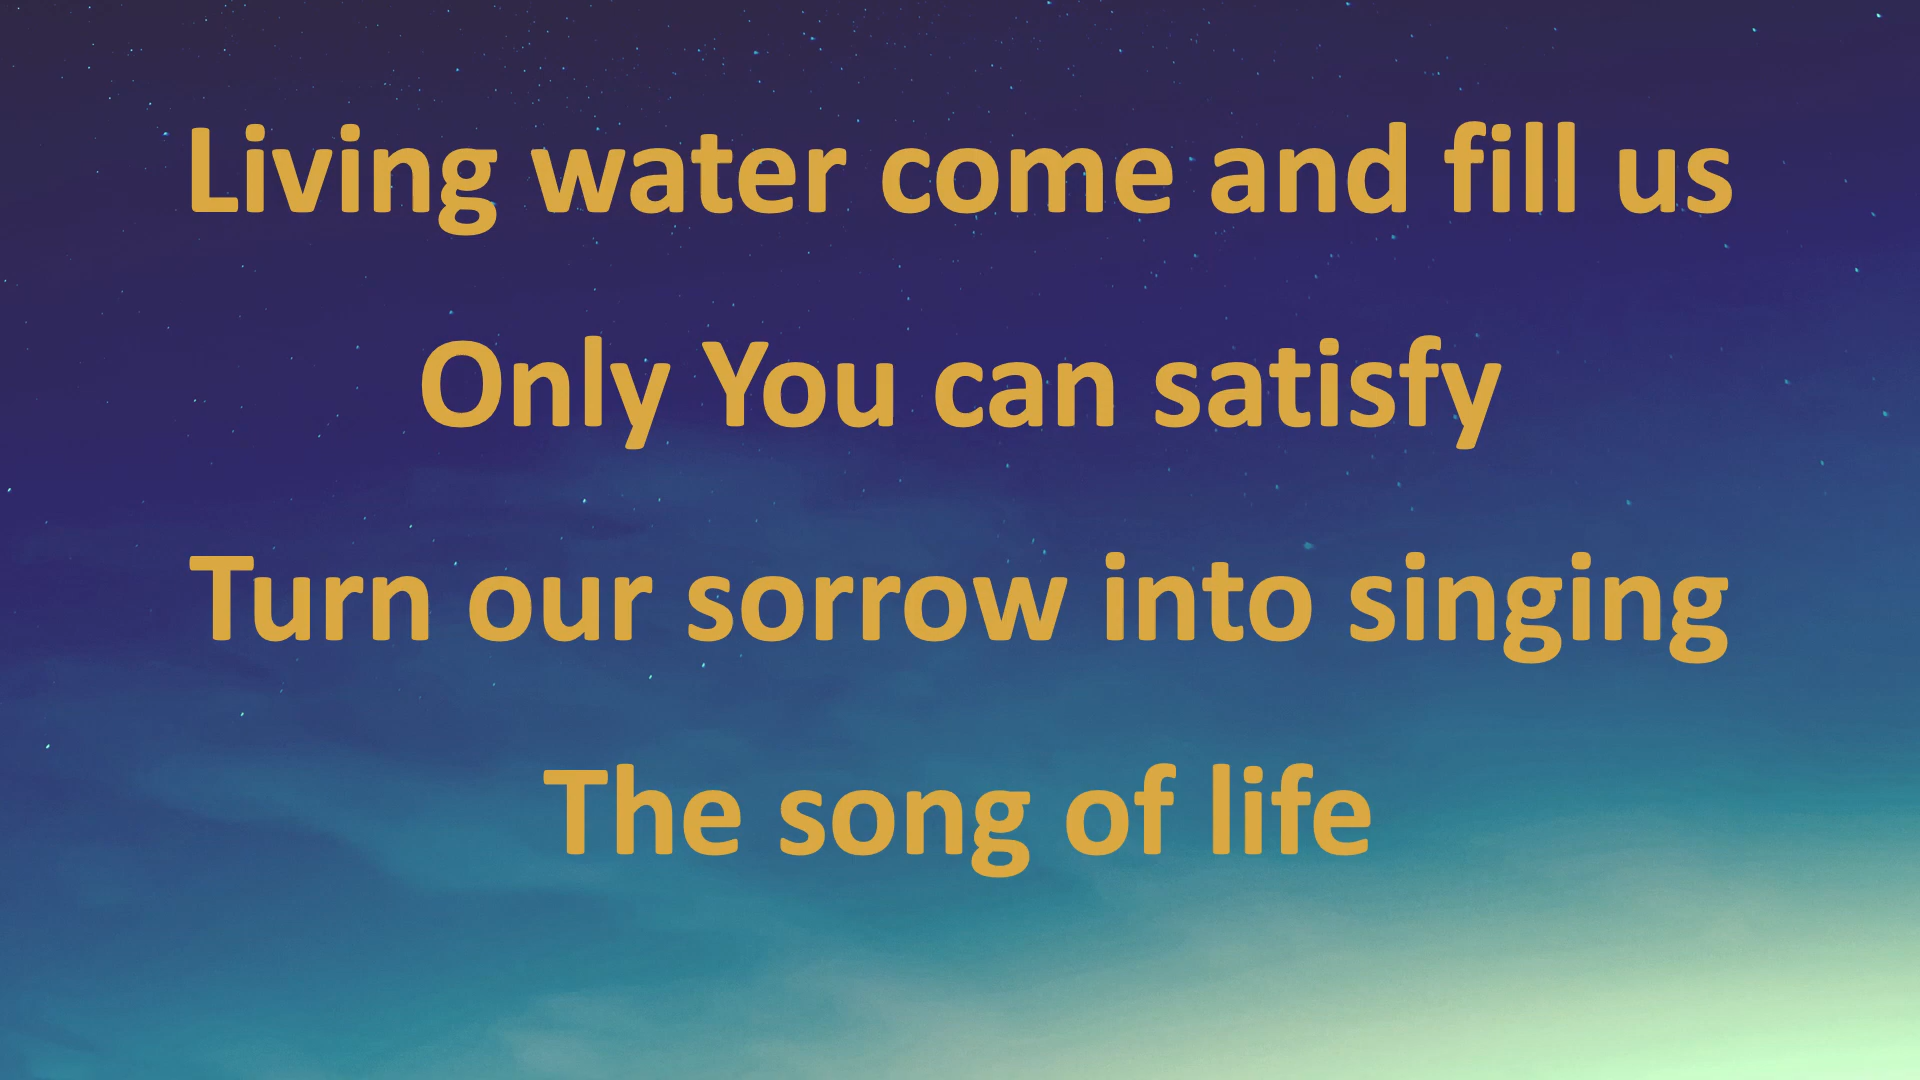 Living water come and fill us
Only You can satisfy
Turn our sorrow into singing
The song of life